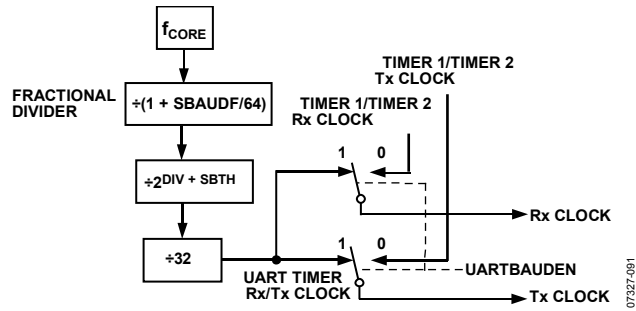 fCORE
TIMER 1/TIMER 2
Tx CLOCK
FRACTIONAL
DIVIDER
÷(1 + SBAUDF/64)
TIMER 1/TIMER 2
Rx CLOCK
1 0
÷2DIV + SBTH
Rx CLOCK
÷32
1 0
UART TIMER
Rx/Tx CLOCK
UARTBAUDEN
Tx CLOCK
07327-091